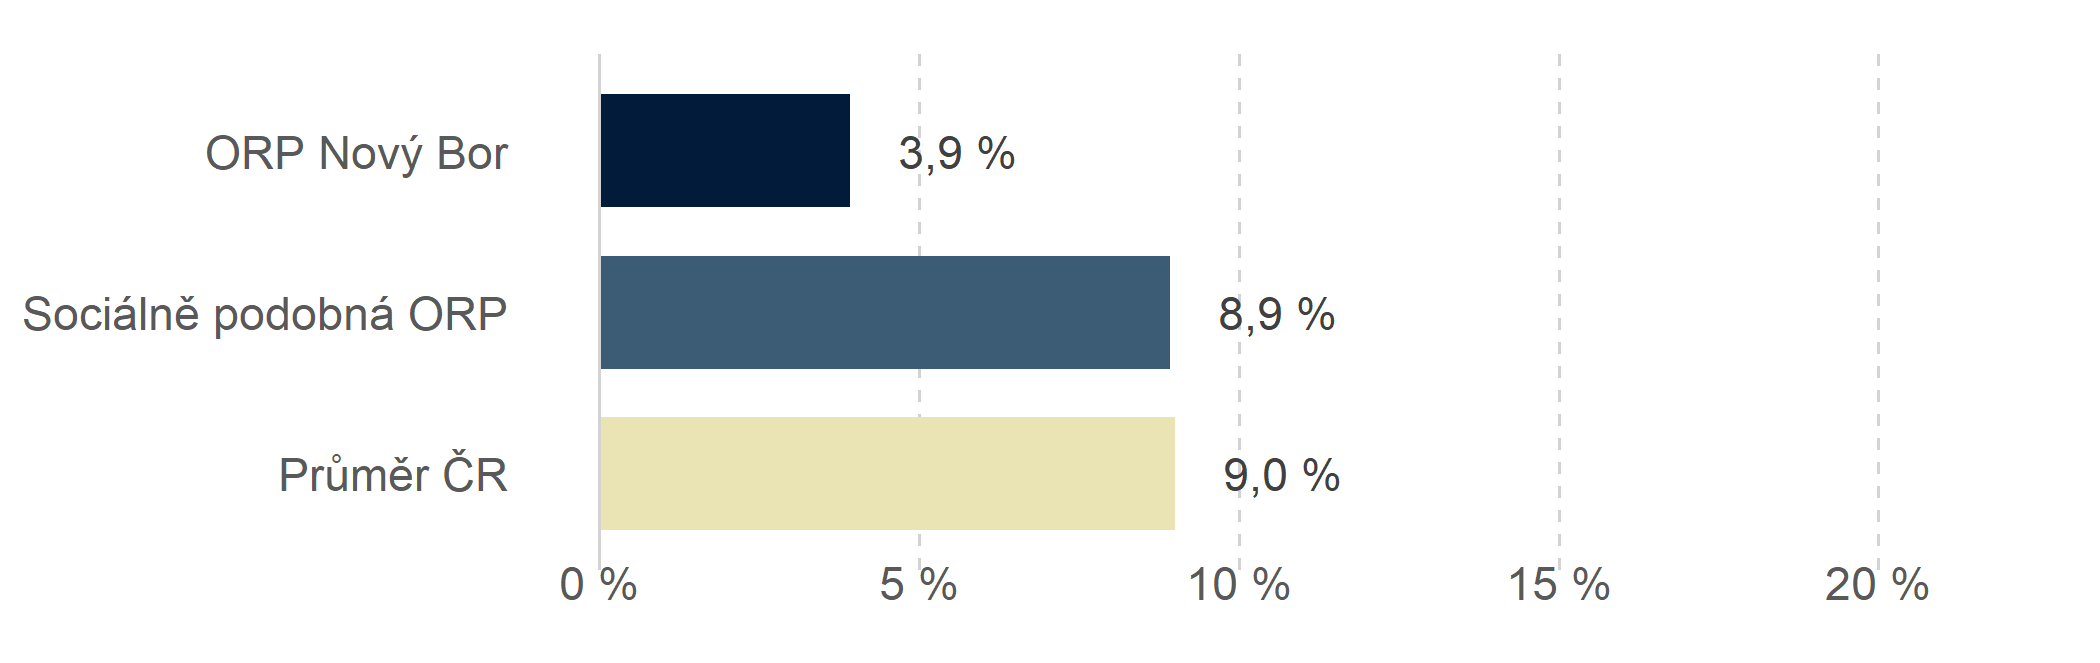 ORP Nový Bor
3,9 %
Sociálně podobná ORP
8,9 %
Průměr ČR
9,0 %
0 %
5 %
10 %
15 %
20 %